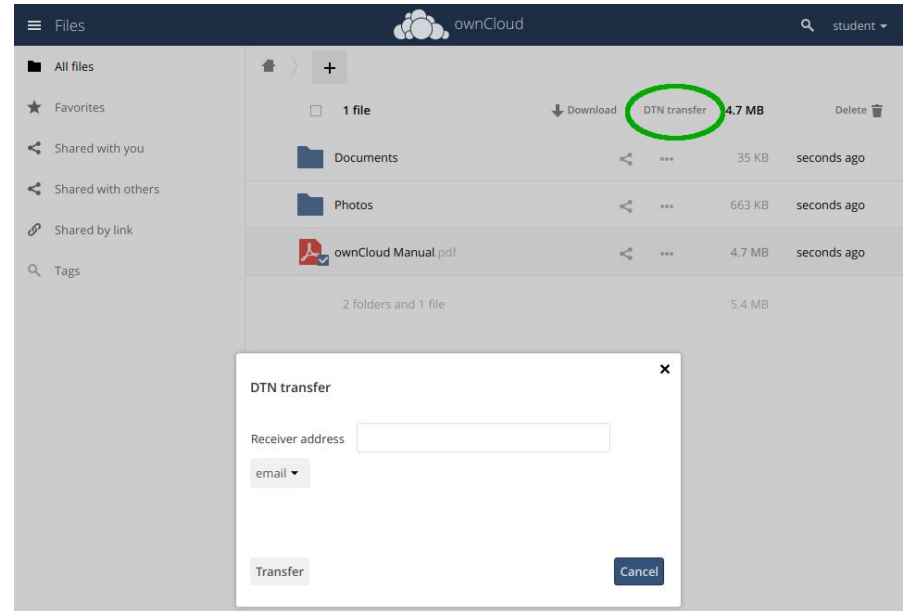 Files
ownCloud
student
All files
Favorites
Shared with you
Shared with others
Shared by link
Tags
+
1 file Download DTN transfer 4.7 MB Delete
Documents ... 35 KB seconds ago
Photos ... 663 KB seconds ago
ownCloud Manual.pdf ... 4.7 MB seconds ago
2 folders and 1 file 5.4 MB
DTN transfer
Receiver address
email
Transfer Cancel